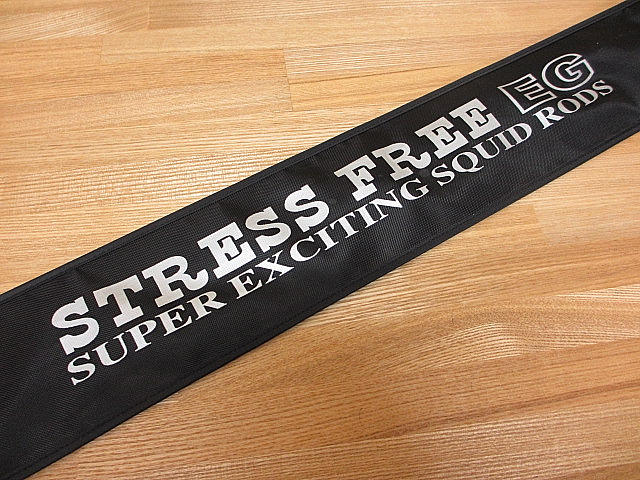 STRESS FREE EG
SUPER EXCITING SQUID RODS